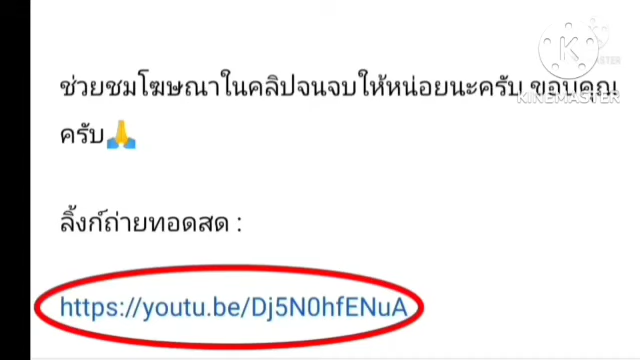 ช่วยชมโฆษณาในคลิปจนจบให้หน่อยนะครับ ขอบคุณ
ครับ🙏
ลิ้งก์ถ่ายทอดสด :
https://youtu.be/Dj5N0hfENuA
K
KINEMASTER